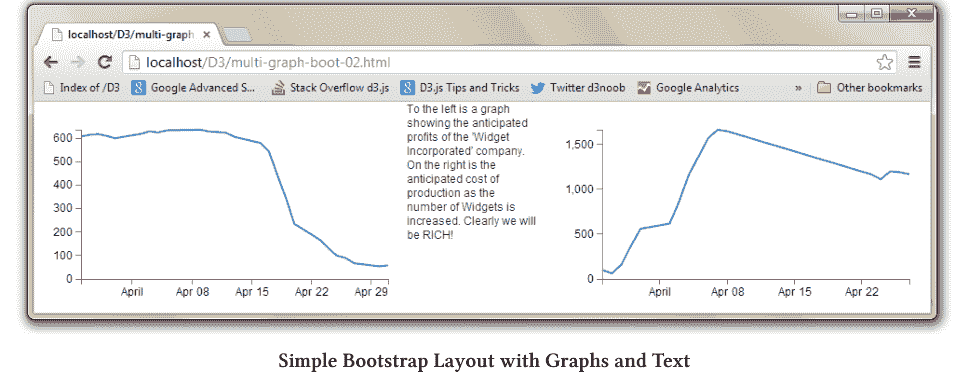 localhost/D3/multi-graph
localhost/D3/multi-graph-boot-02.html
Index of /D3
Google Advanced S...
Stack Overflow d3.js
D3.js Tips and Tricks
Twitter d3noob
Google Analytics
»
Other bookmarks
600
500
400
300
200
100
0
April
Apr 08
Apr 15
Apr 22
Apr 29
To the left is a graph
showing the anticipated
profits of the 'Widget
Incorporated' company.
On the right is the
anticipated cost of
production as the
number of Widgets is
increased. Clearly we will
be RICH!
1,500
1,000
500
0
April
Apr 08
Apr 15
Apr 22
Simple Bootstrap Layout with Graphs and Text